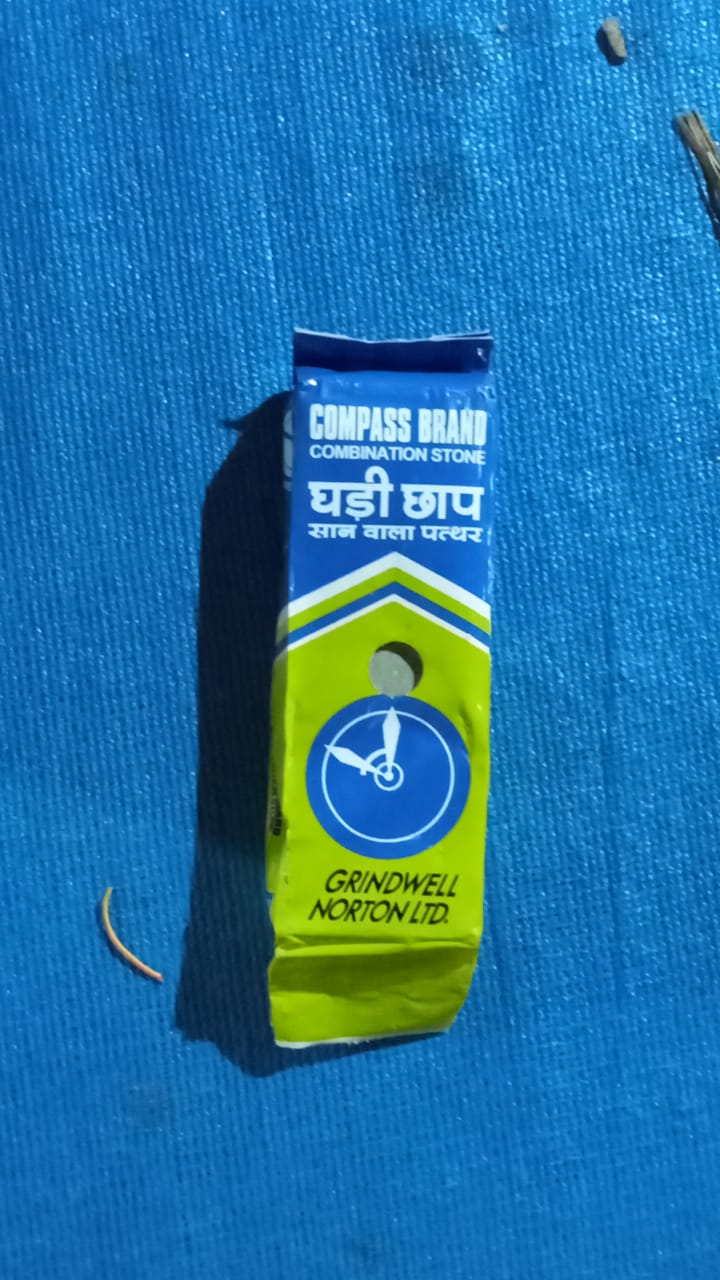 COMPASS BRAND
COMBINATION STONE
घड़ी छाप
सान वाला पत्थर
GRINDWELL
NORTON LTD.